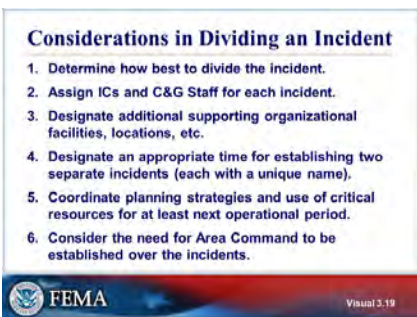 Considerations in Dividing an Incident
1. Determine how best to divide the incident.
2. Assign ICs and C&G Staff for each incident.
3. Designate additional supporting organizational
facilities, locations, etc.
4. Designate an appropriate time for establishing two
separate incidents (each with a unique name).
5. Coordinate planning strategies and use of critical
resources for at least next operational period.
6. Consider the need for Area Command to be
established over the incidents.
FEMA
Visual 3.19